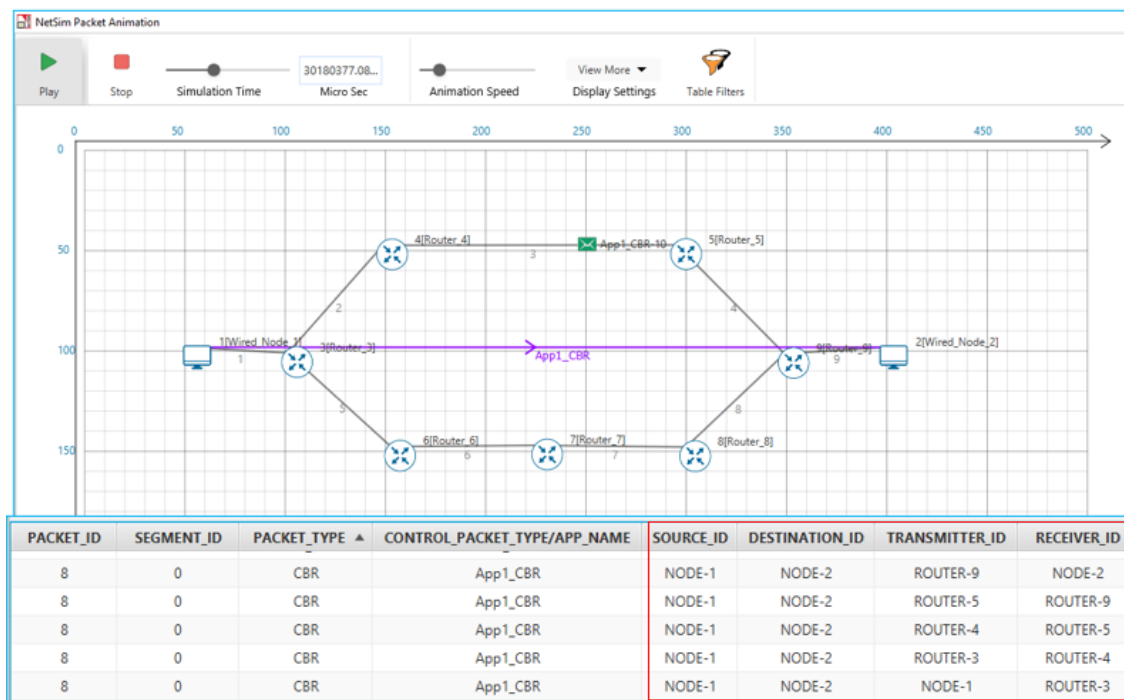 NetSim Packet Animation
30180377.08...
View More
Play Stop Simulation Time Micro Sec Animation Speed Display Settings Table Filters
0 50 100 150 200 250 300 350 400 450 500
0
4[Router_4] App1_CBR-10 5[Router_5]
50
3
2 4
1[Wired_Node_1] 3[Router_3] 9[Router_9] 2[Wired_Node_2]
100
1 App1_CBR 9
5 8
6[Router_6] 7[Router_7] 8[Router_8]
150
6 7
PACKET_ID SEGMENT_ID PACKET_TYPE CONTROL_PACKET_TYPE/APP_NAME SOURCE_ID DESTINATION_ID TRANSMITTER_ID RECEIVER_ID
8 0 CBR App1_CBR NODE-1 NODE-2 ROUTER-9 NODE-2
8 0 CBR App1_CBR NODE-1 NODE-2 ROUTER-5 ROUTER-9
8 0 CBR App1_CBR NODE-1 NODE-2 ROUTER-4 ROUTER-5
8 0 CBR App1_CBR NODE-1 NODE-2 ROUTER-3 ROUTER-4
8 0 CBR App1_CBR NODE-1 NODE-2 NODE-1 ROUTER-3